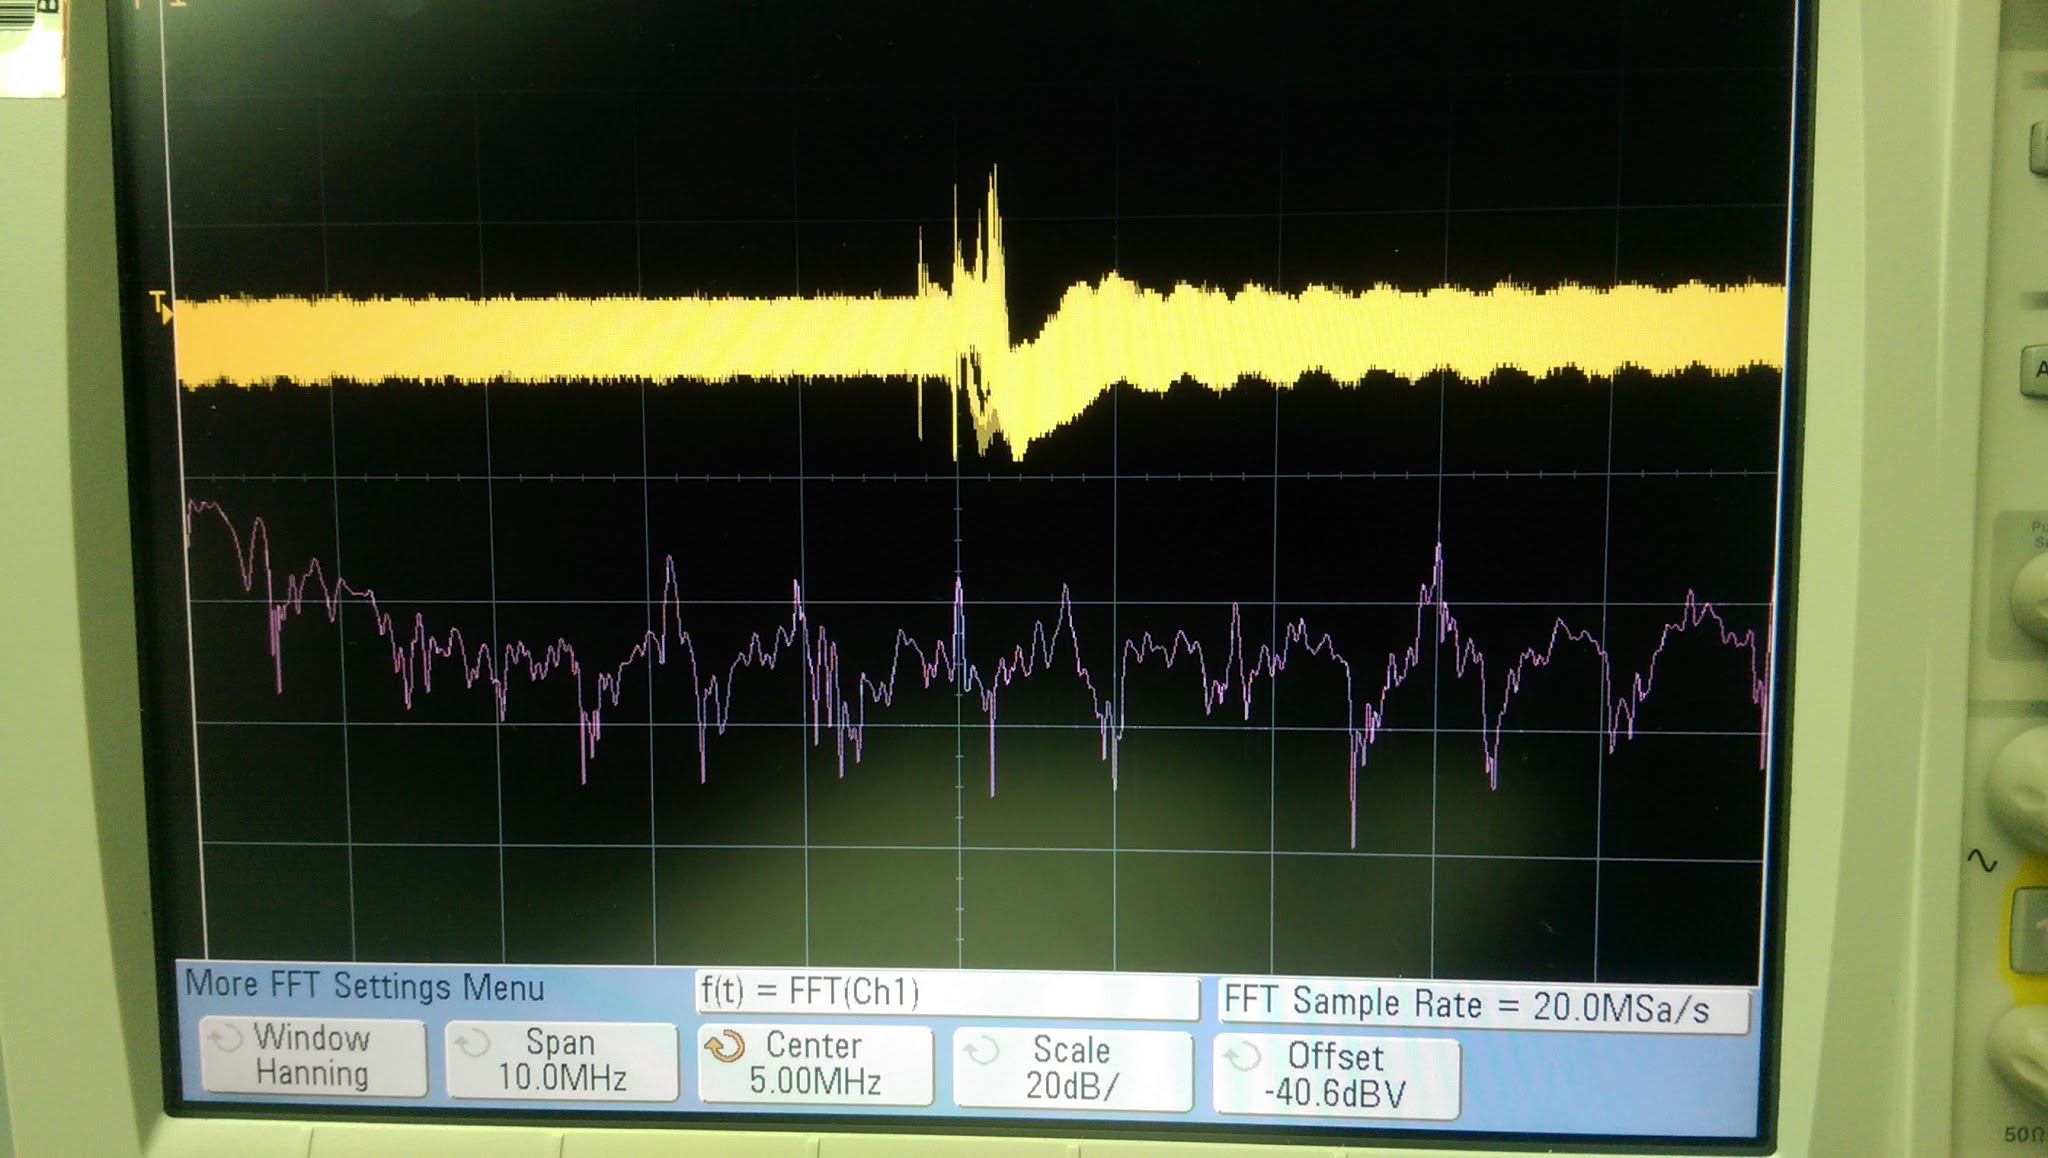 B
T
More FFT Settings Menu
f(t) = FFT(Ch1)
FFT Sample Rate = 20.0MSa/s
Window
Hanning
Span
10.0MHz
Center
5.00MHz
Scale
20dB/
Offset
-40.6dBV
A
50Ω